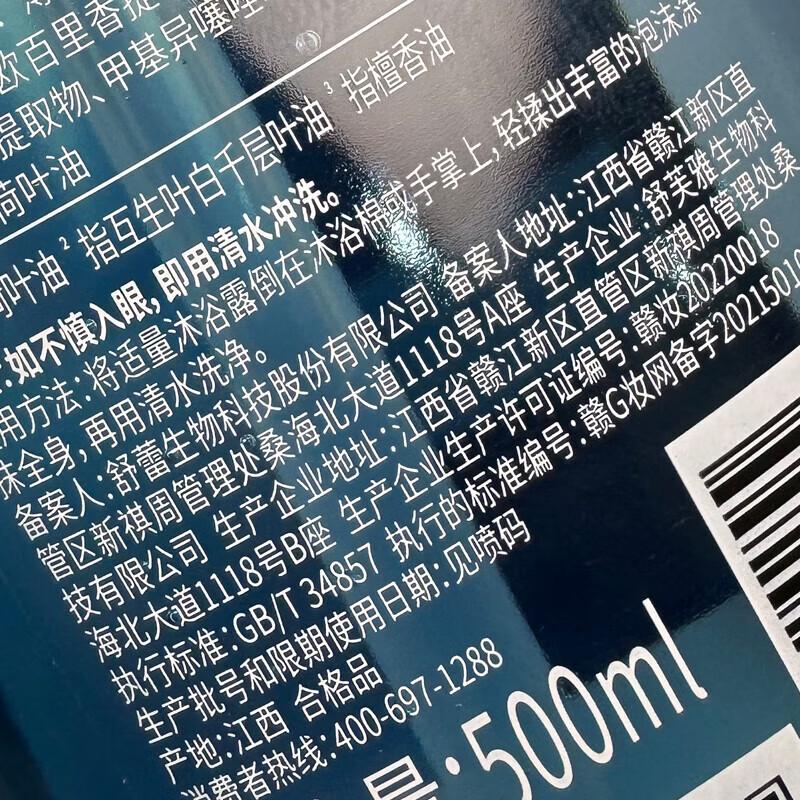 欧百里香提
提取物、甲基异噻唑
荷叶油
叶油 ² 指互生叶白千层叶油 ³ 指檀香油
:如不慎入眼,即用清水冲洗。
用方法:将适量沐浴露倒在沐浴棉或手掌上,轻揉出丰富的泡沫涂
抹全身,再用清水洗净。
备案人:舒蕾生物科技股份有限公司 备案人地址:江西省赣江新区直
管区新祺周管理处桑海北大道1118号A座 生产企业:舒芙雅生物科
技有限公司 生产企业地址:江西省赣江新区直管区新祺周管理处桑
海北大道1118号B座 生产企业生产许可证编号:赣妆20220018
执行标准:GB/T 34857 执行的标准编号:赣G妆网备字20215010
生产批号和限期使用日期:见喷码
产地:江西 合格品
消费者热线:400-697-1288
号:500ml